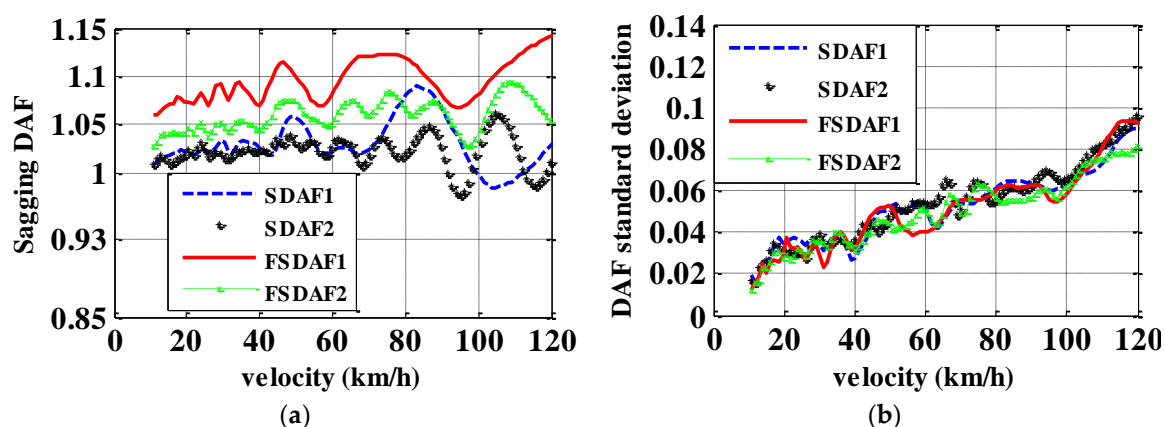 Sagging DAF
1.15
1.1
1.05
1
0.93
0.85
SDAF1
SDAF2
FSDAF1
FSDAF2
0 20 40 60 80 100 120
velocity (km/h)
(a)
DAF standard deviation
0.14
0.12
0.1
0.08
0.06
0.04
0.02
0
SDAF1
SDAF2
FSDAF1
FSDAF2
0 20 40 60 80 100 120
velocity (km/h)
(b)